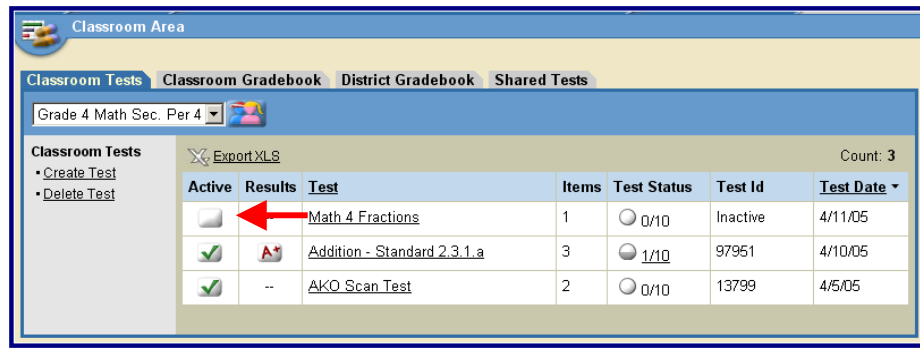 Classroom Area
Classroom Tests Classroom Gradebook District Gradebook Shared Tests
Grade 4 Math Sec. Per 4
Classroom Tests
▪ Create Test
▪ Delete Test
Export XLS Count: 3
Active Results Test Items Test Status Test Id Test Date
-- Math 4 Fractions 1 0/10 Inactive 4/11/05
A+ Addition - Standard 2.3.1.a 3 1/10 97951 4/10/05
-- AKO Scan Test 2 0/10 13799 4/5/05